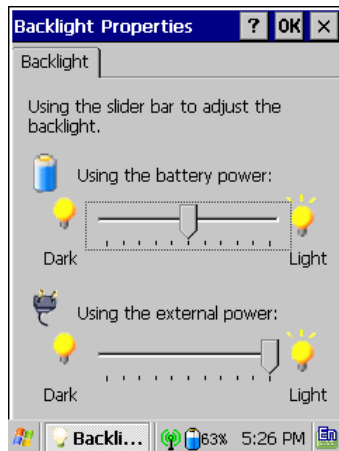 Backlight Properties ? OK ×
Backlight
Using the slider bar to adjust the
backlight.
Using the battery power:
Dark Light
Using the external power:
Dark Light
Backli... 63% 5:26 PM En